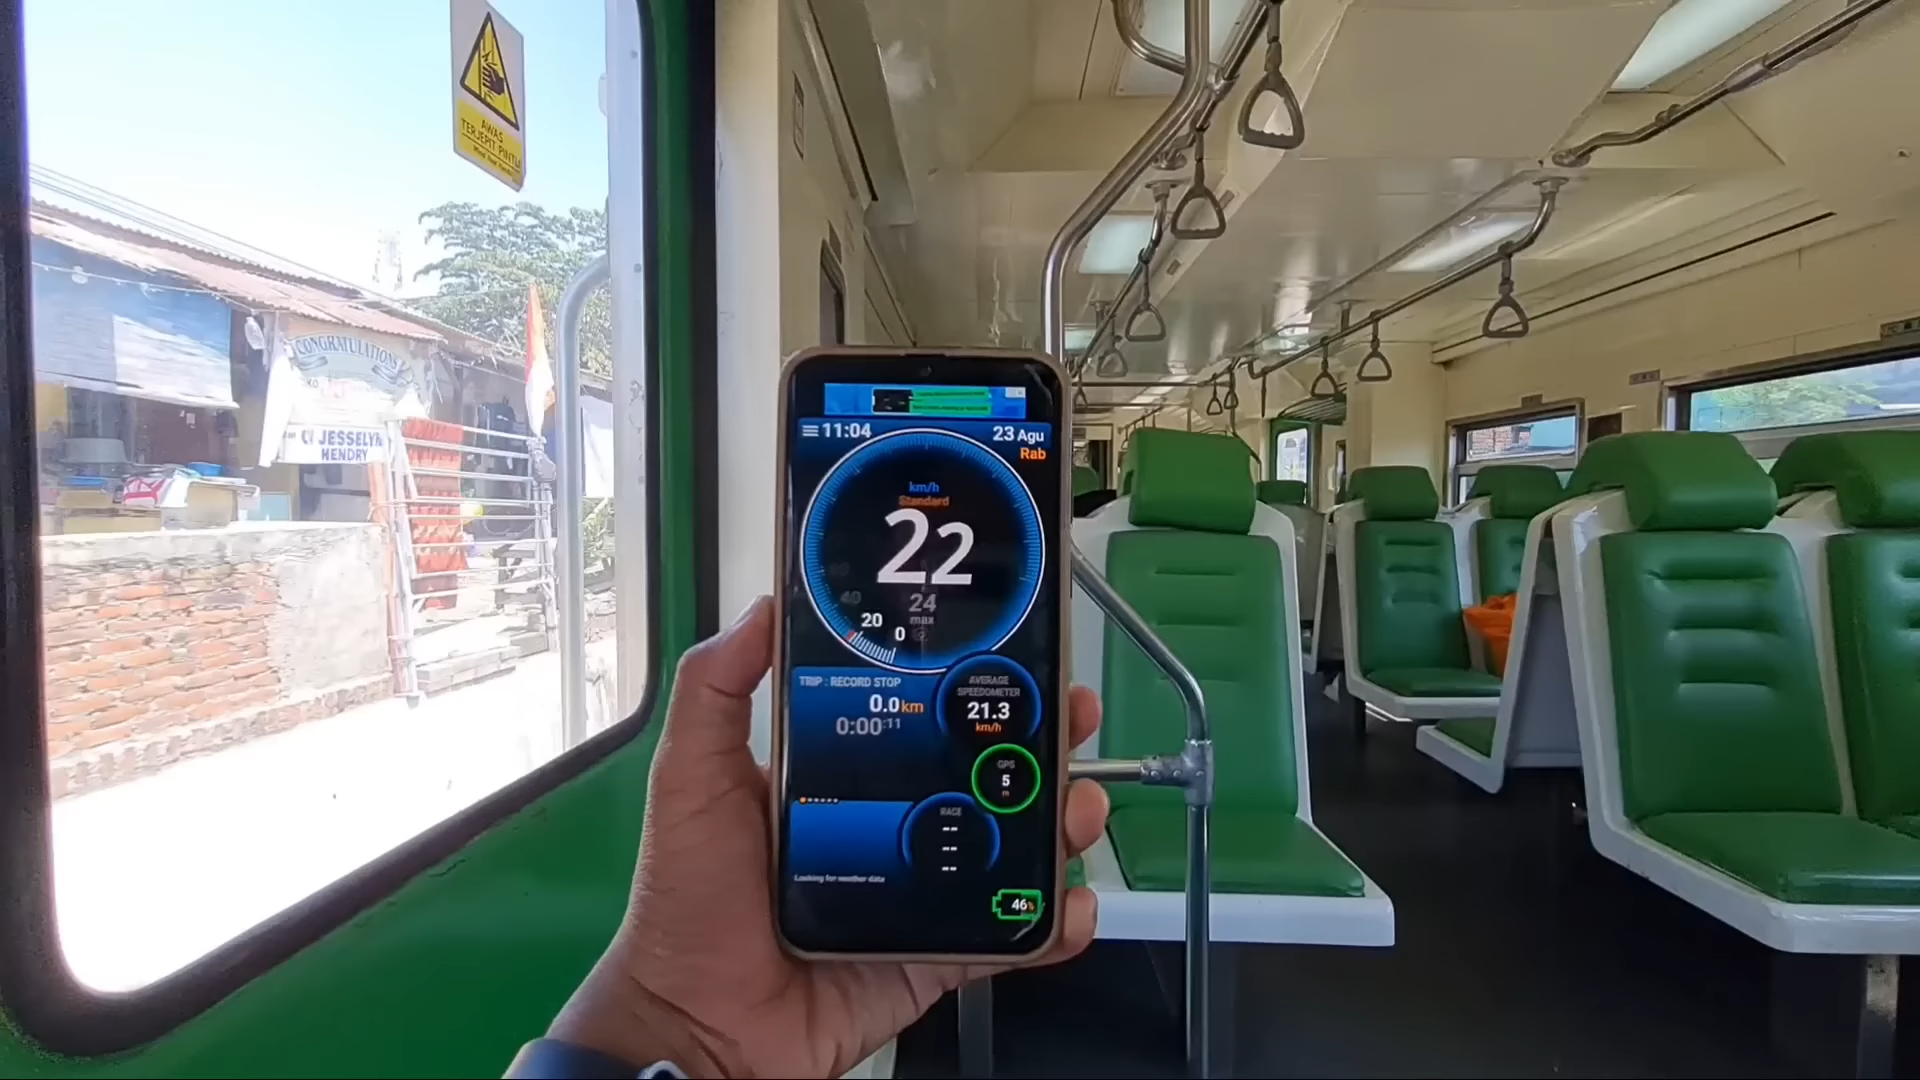 AWAS
TERJEPIT PINTU
CONGRATULATIONS
JESSELYN
HENDRY
11:04
23 Agu
Rab
km/h
Standard
22
24
max
40
20
0
TRIP : RECORD STOP
0.0 km
0:00:11
AVERAGE
SPEEDOMETER
21.3
km/h
GPS
5
m
RACE
--
--
--
Looking for weather data
46%